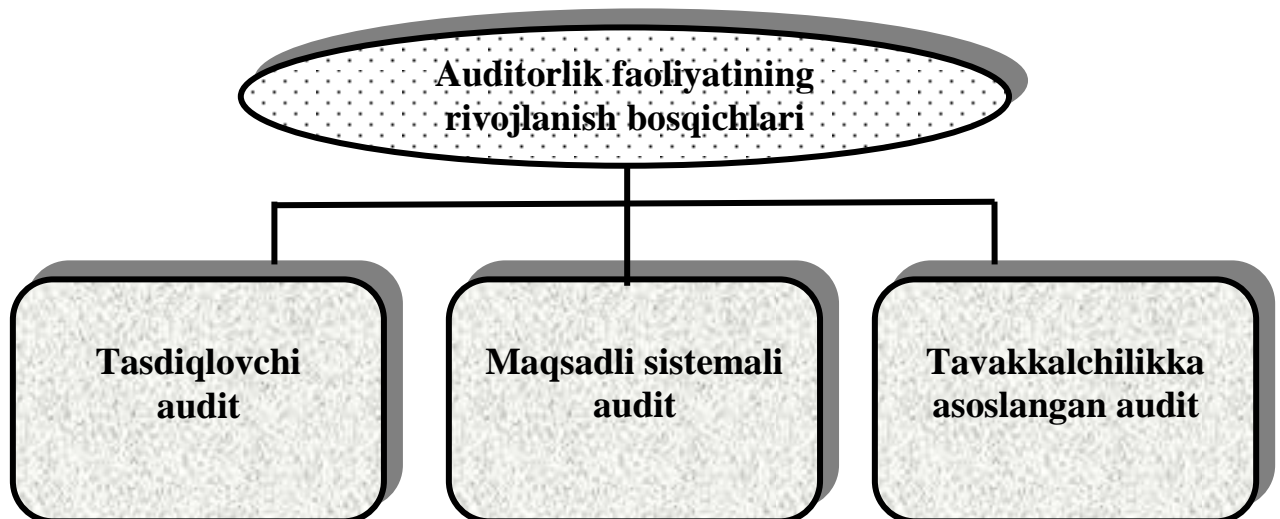 Auditorlik faoliyatining
rivojlanish bosqichlari
Tasdiqlovchi
audit
Maqsadli sistemali
audit
Tavakkalchilikka
asoslangan audit